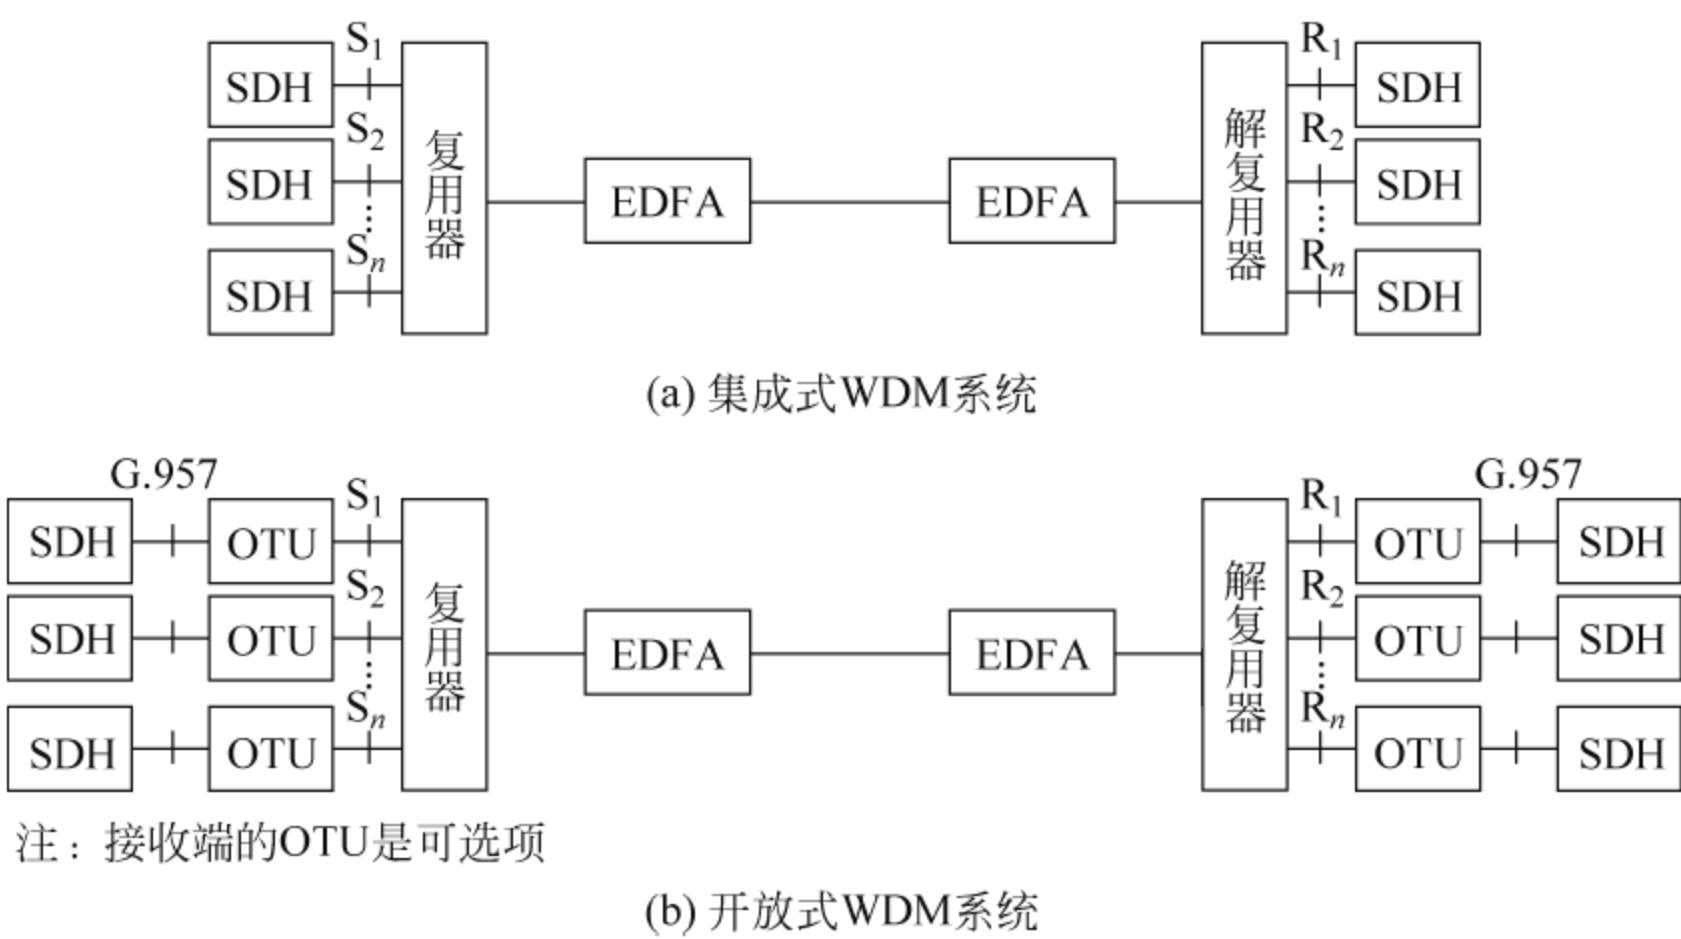 S1 R1
SDH SDH
S2 R2
SDH 复用器 EDFA EDFA 解复用器 SDH
Sn Rn
SDH SDH
(a) 集成式WDM系统
G.957 G.957
S1 R1
SDH OTU OTU SDH
S2 R2
SDH OTU 复用器 EDFA EDFA 解复用器 OTU SDH
Sn Rn
SDH OTU OTU SDH
注：接收端的OTU是可选项
(b) 开放式WDM系统